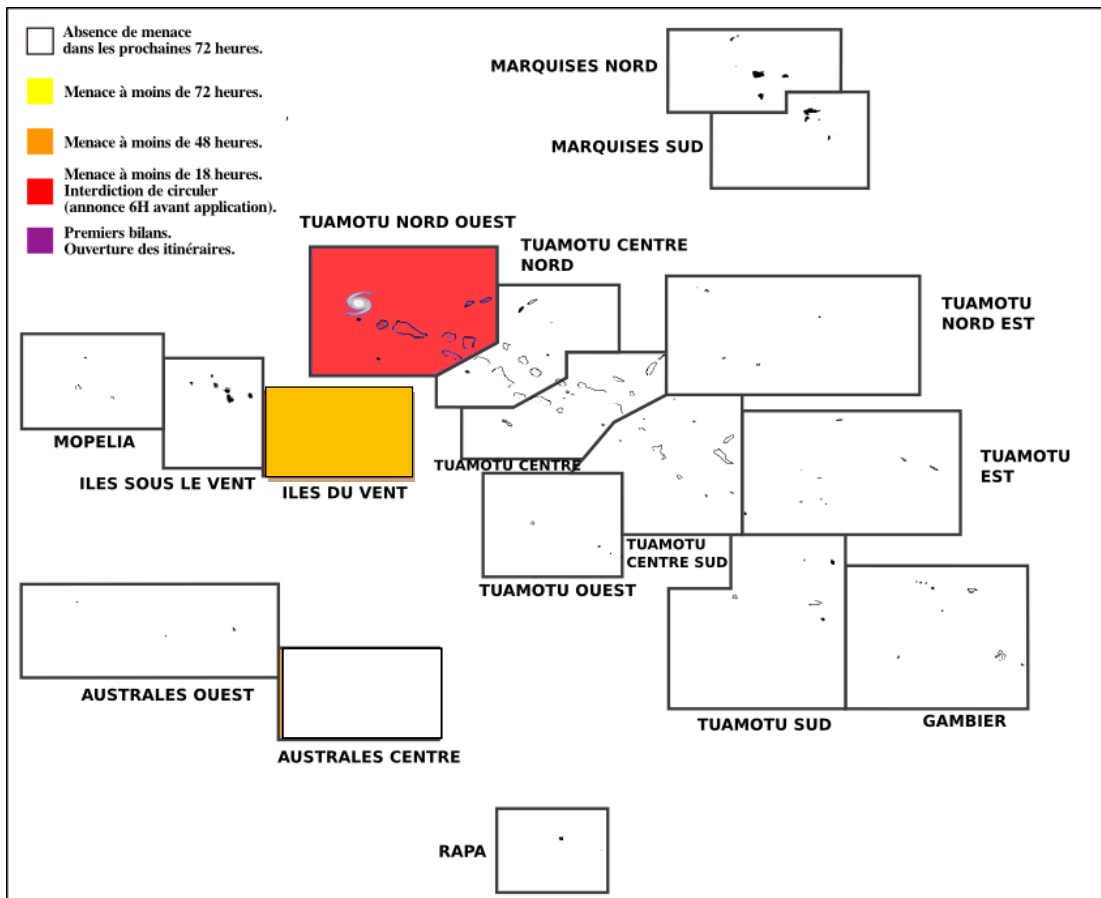 Absence de menace
dans les prochaines 72 heures.
Menace à moins de 72 heures.
Menace à moins de 48 heures.
Menace à moins de 18 heures.
Interdiction de circuler
(annonce 6H avant application).
Premiers bilans.
Ouverture des itinéraires.
MARQUISES NORD
MARQUISES SUD
TUAMOTU NORD OUEST
TUAMOTU CENTRE
NORD
TUAMOTU
NORD EST
MOPELIA
ILES SOUS LE VENT
ILES DU VENT
TUAMOTU CENTRE
TUAMOTU
EST
TUAMOTU
CENTRE SUD
TUAMOTU OUEST
AUSTRALES OUEST
AUSTRALES CENTRE
TUAMOTU SUD
GAMBIER
RAPA